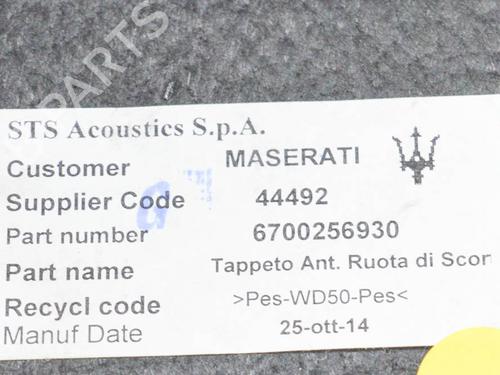 PARTS
STS Acoustics S.p.A.
Customer MASERATI
Supplier Code 44492
Part number 6700256930
Part name Tappeto Ant. Ruota di Scor
Recycl code >Pes-WD50-Pes<
Manuf Date 25-ott-14